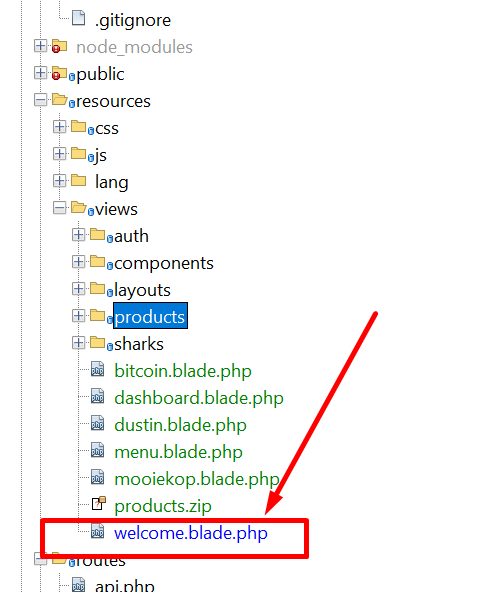 .gitignore
node_modules
public
resources
css
js
lang
views
auth
components
layouts
products
sharks
bitcoin.blade.php
dashboard.blade.php
dustin.blade.php
menu.blade.php
mooiekop.blade.php
products.zip
welcome.blade.php
routes
api.php